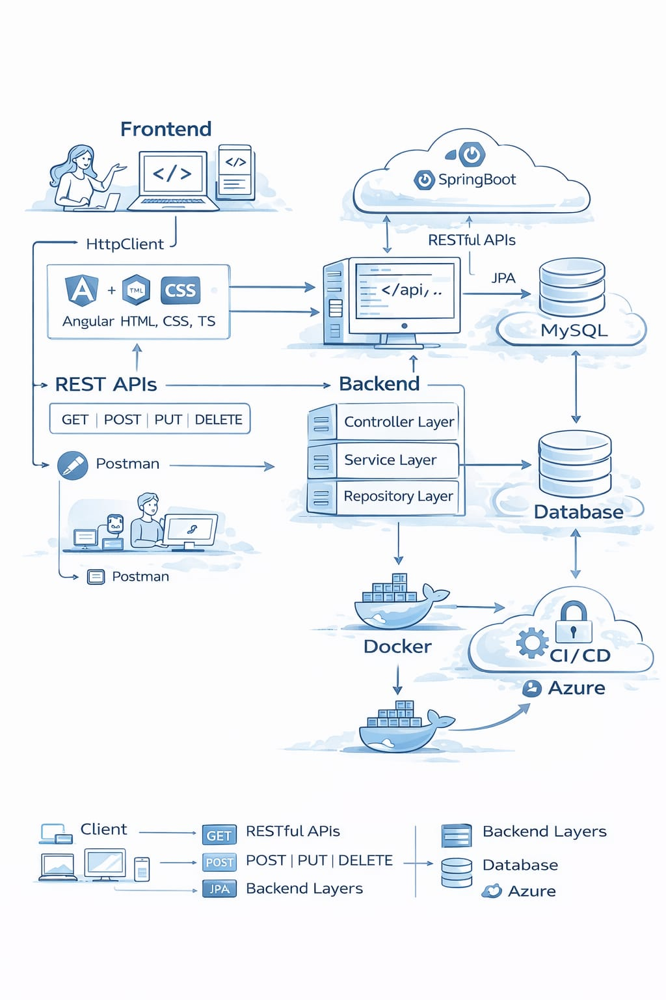 Frontend
</>
</>
SpringBoot
HttpClient
RESTful APIs
JPA
</api/..
A + TML CSS
Angular HTML, CSS, TS
MySQL
REST APIs
Backend
GET | POST | PUT | DELETE
Controller Layer
Service Layer
Repository Layer
Postman
Database
Postman
Docker
CI/CD
Azure
Client
GET RESTful APIs
POST POST | PUT | DELETE
JPA Backend Layers
Backend Layers
Database
Azure